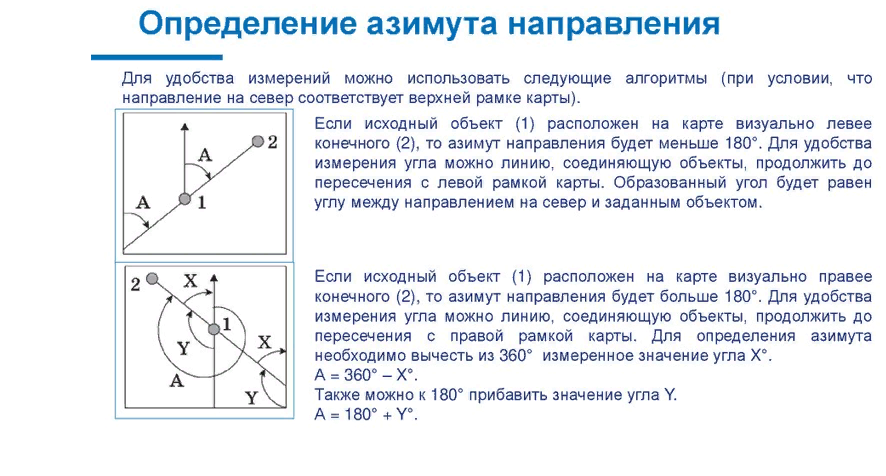 Определение азимута направления
Для удобства измерений можно использовать следующие алгоритмы (при условии, что
направление на север соответствует верхней рамке карты).
A
2
1
A
Если исходный объект (1) расположен на карте визуально левее
конечного (2), то азимут направления будет меньше 180°. Для удобства
измерения угла можно линию, соединяющую объекты, продолжить до
пересечения с левой рамкой карты. Образованный угол будет равен
углу между направлением на север и заданным объектом.
2
X
1
Y
X
A
Y
Если исходный объект (1) расположен на карте визуально правее
конечного (2), то азимут направления будет больше 180°. Для удобства
измерения угла можно линию, соединяющую объекты, продолжить до
пересечения с правой рамкой карты. Для определения азимута
необходимо вычесть из 360° измеренное значение угла X°.
A = 360° – X°.
Также можно к 180° прибавить значение угла Y.
A = 180° + Y°.